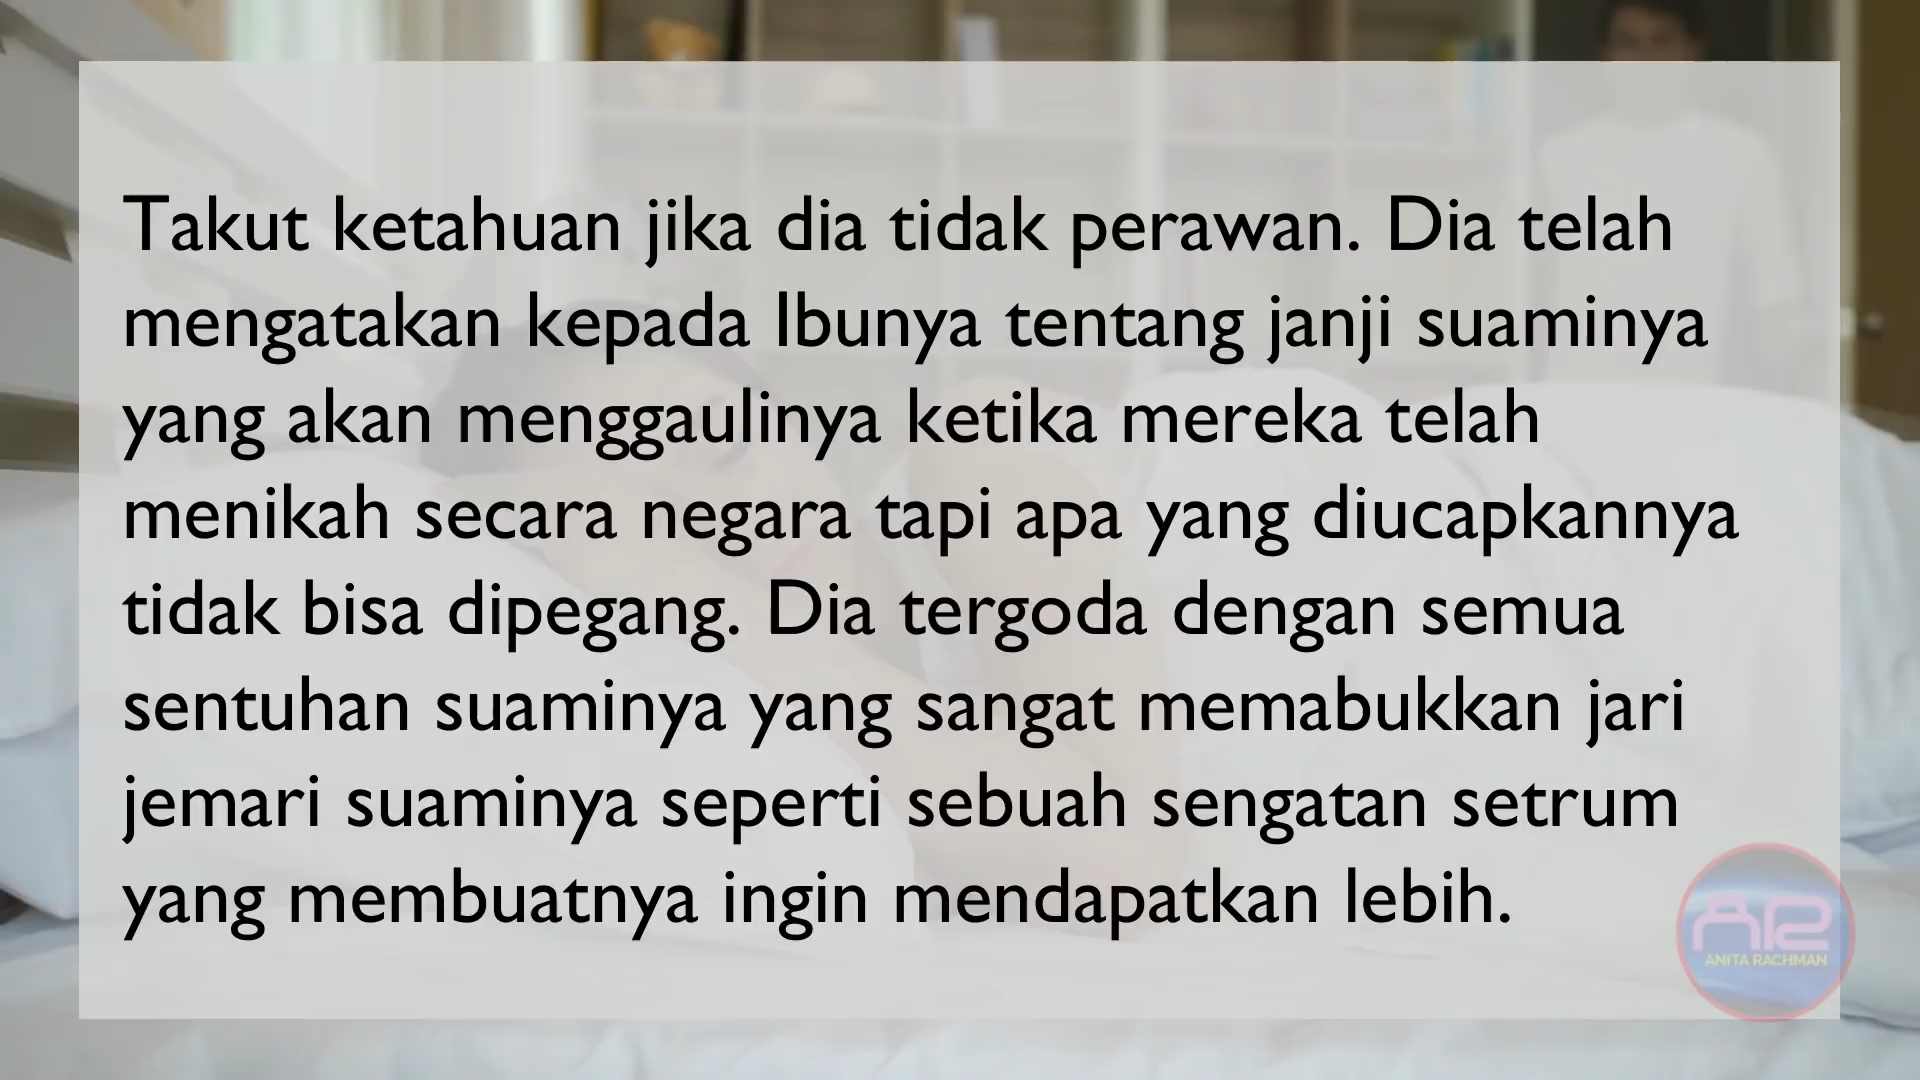 Takut ketahuan jika dia tidak perawan. Dia telah
mengatakan kepada Ibunya tentang janji suaminya
yang akan menggaulinya ketika mereka telah
menikah secara negara tapi apa yang diucapkannya
tidak bisa dipegang. Dia tergoda dengan semua
sentuhan suaminya yang sangat memabukkan jari
jemari suaminya seperti sebuah sengatan setrum
yang membuatnya ingin mendapatkan lebih.
AR
ANITA RACHMAN